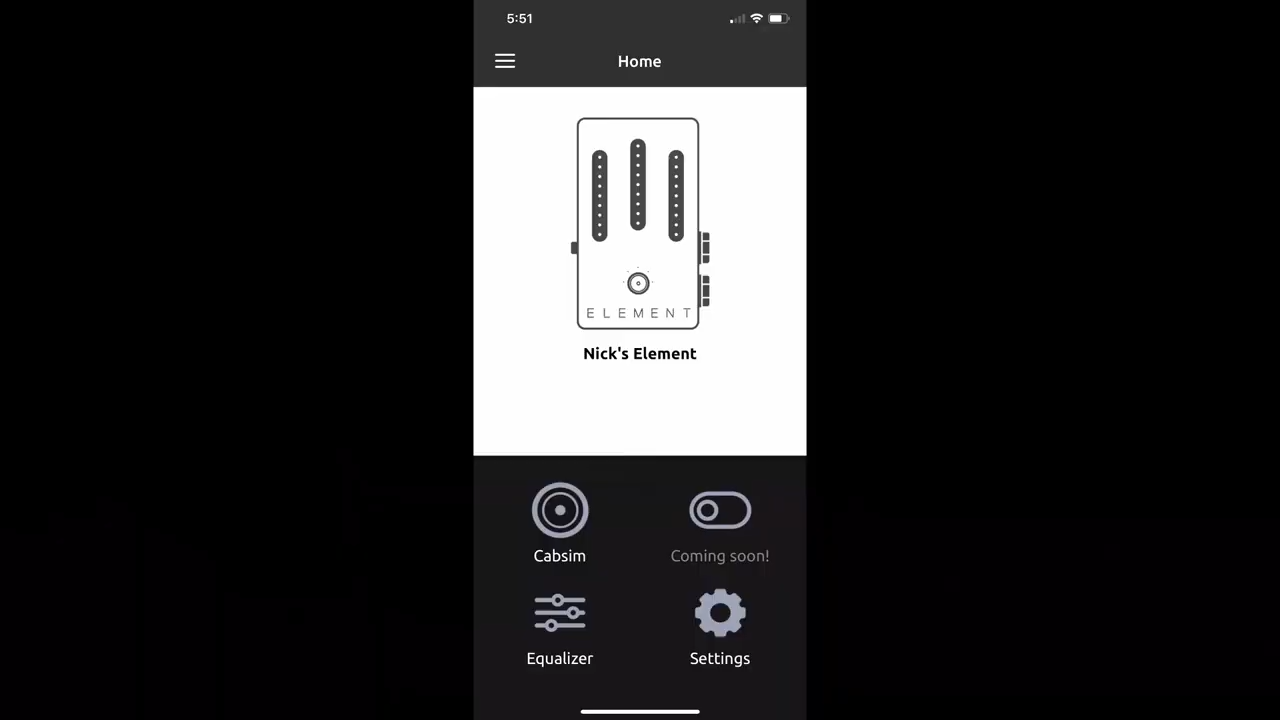 5:51
Home
ELEMENT
Nick's Element
Cabsim
Coming soon!
Equalizer
Settings